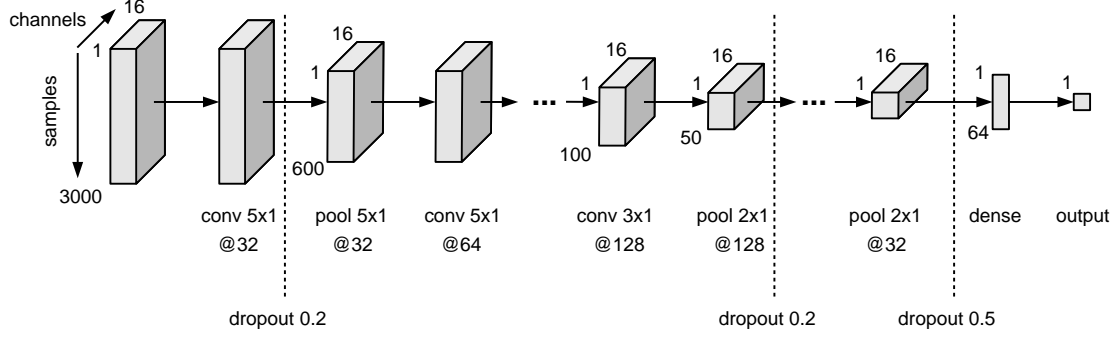 channels
16
1
samples
3000
16
1
600
...
16
1
100
16
1
50
...
16
1
1
64
1
conv 5x1
@32
pool 5x1
@32
conv 5x1
@64
conv 3x1
@128
pool 2x1
@128
pool 2x1
@32
dense
output
dropout 0.2
dropout 0.2
dropout 0.5